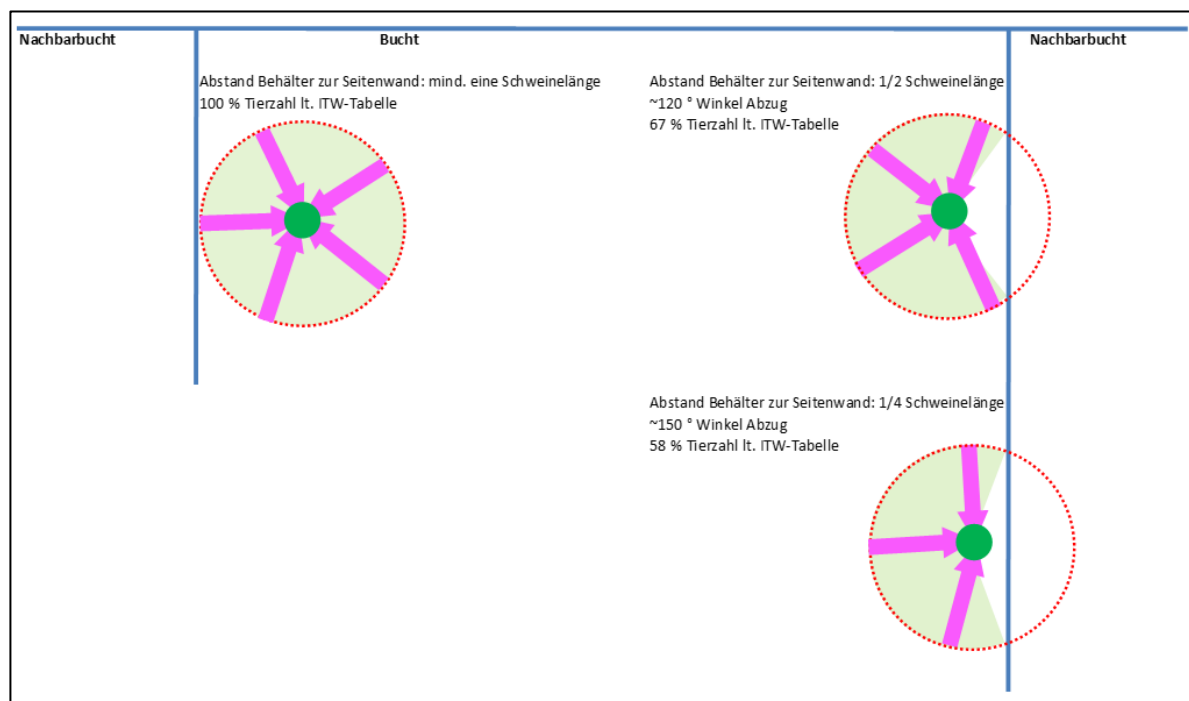 Nachbarbucht
Bucht
Nachbarbucht
Abstand Behälter zur Seitenwand: mind. eine Schweinelänge
100 % Tierzahl lt. ITW-Tabelle
Abstand Behälter zur Seitenwand: 1/2 Schweinelänge
~120 ° Winkel Abzug
67 % Tierzahl lt. ITW-Tabelle
Abstand Behälter zur Seitenwand: 1/4 Schweinelänge
~150 ° Winkel Abzug
58 % Tierzahl lt. ITW-Tabelle